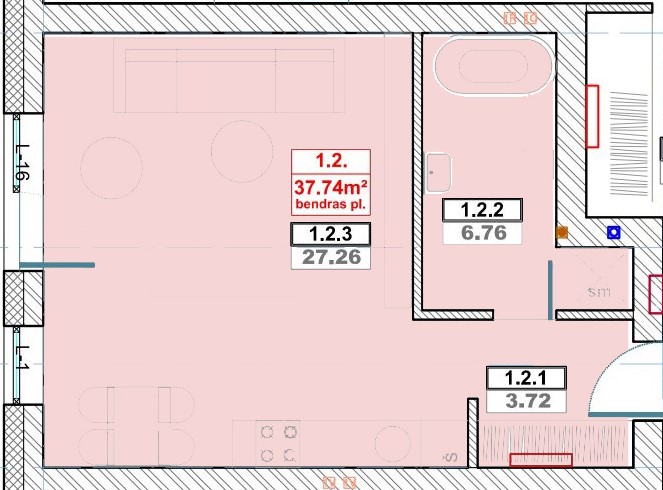 L-16
1.2.
37.74m²
bendras pl.
1.2.3
27.26
1.2.2
6.76
sm
L-1
1.2.1
3.72
Š